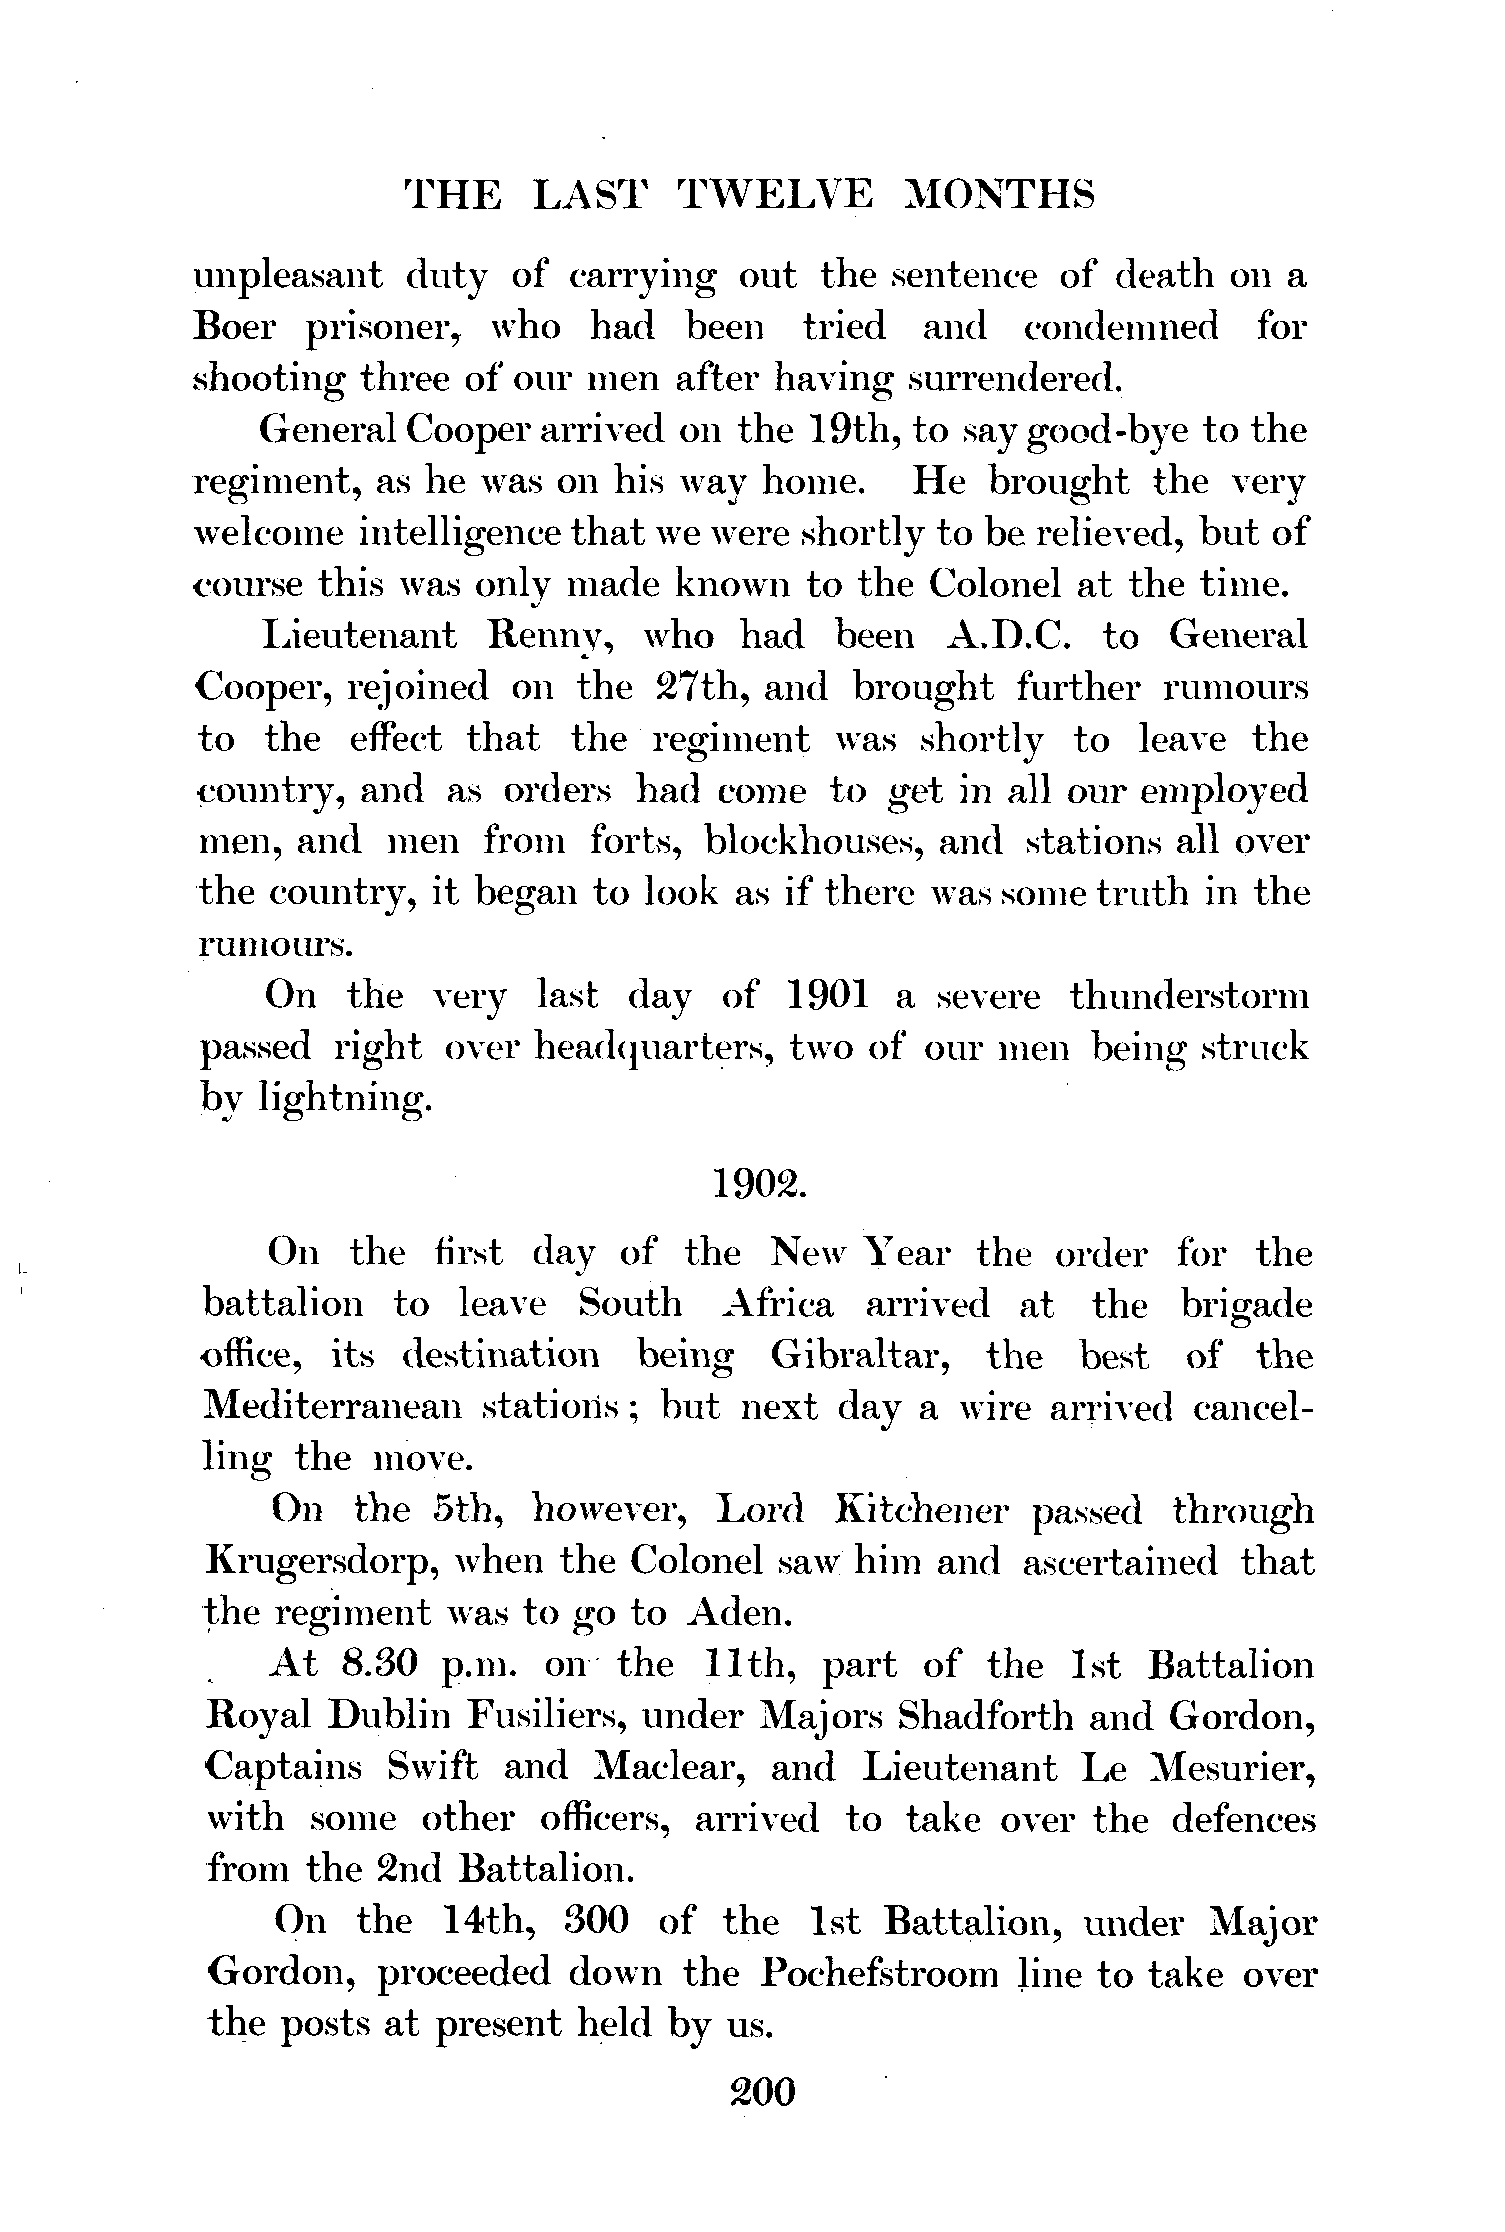 THE LAST TWELVE MONTHS
unpleasant duty of carrying out the sentence of death on a
Boer prisoner, who had been tried and condemned for
shooting three of our men after having surrendered.
General Cooper arrived on the 19th, to say good-bye to the
regiment, as he was on his way home. He brought the very
welcome intelligence that we were shortly to be relieved, but of
course this was only made known to the Colonel at the time.
Lieutenant Renny, who had been A.D.C. to General
Cooper, rejoined on the 27th, and brought further rumours
to the effect that the regiment was shortly to leave the
country, and as orders had come to get in all our employed
men, and men from forts, blockhouses, and stations all over
the country, it began to look as if there was some truth in the
rumours.
On the very last day of 1901 a severe thunderstorm
passed right over headquarters, two of our men being struck
by lightning.
1902.
On the first day of the New Year the order for the
battalion to leave South Africa arrived at the brigade
office, its destination being Gibraltar, the best of the
Mediterranean stations; but next day a wire arrived cancel-
ling the move.
On the 5th, however, Lord Kitchener passed through
Krugersdorp, when the Colonel saw him and ascertained that
the regiment was to go to Aden.
At 8.30 p.m. on the 11th, part of the 1st Battalion
Royal Dublin Fusiliers, under Majors Shadforth and Gordon,
Captains Swift and Maclear, and Lieutenant Le Mesurier,
with some other officers, arrived to take over the defences
from the 2nd Battalion.
On the 14th, 300 of the 1st Battalion, under Major
Gordon, proceeded down the Pochefstroom line to take over
the posts at present held by us.
200